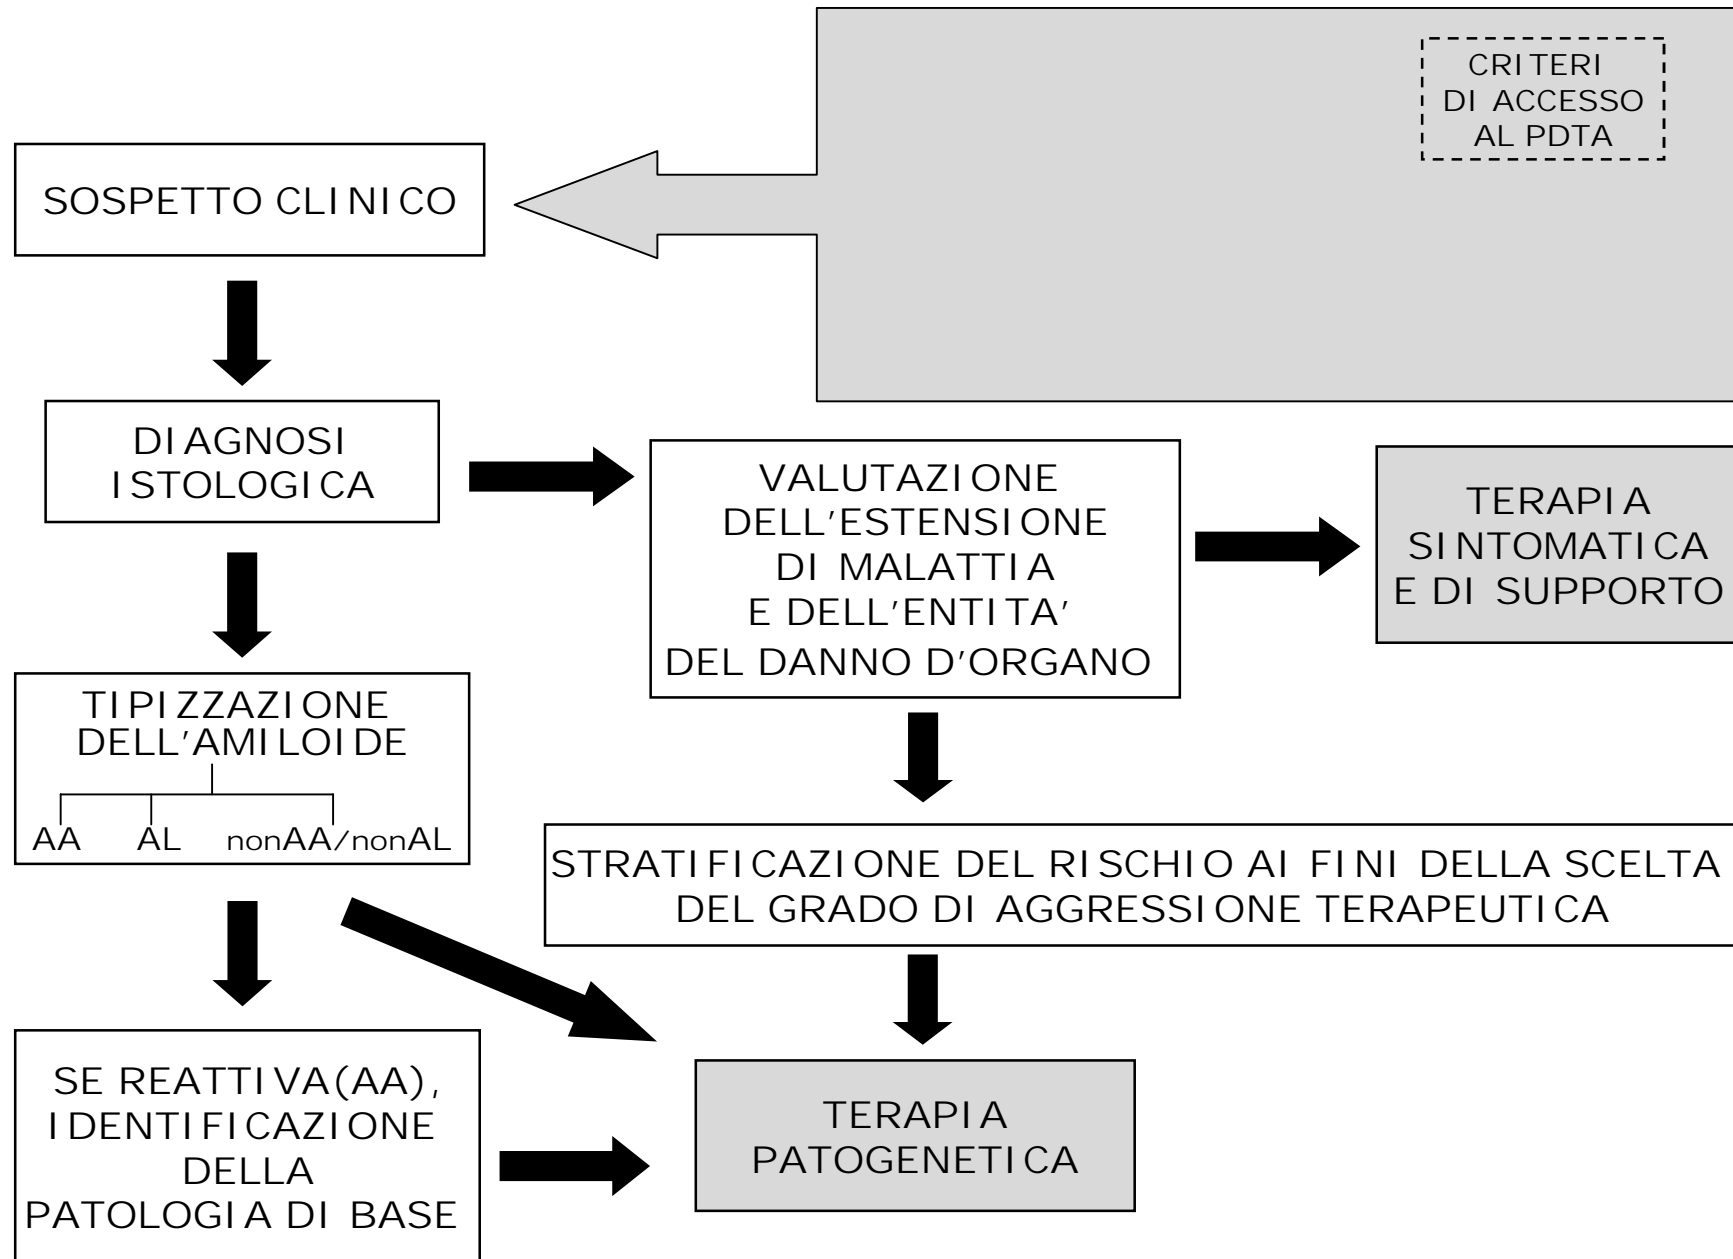 CRITERI
DI ACCESSO
AL PDTA
SOSPETTO CLINICO
DIAGNOSI
ISTOLOGICA
VALUTAZIONE
DELL'ESTENSIONE
DI MALATTIA
E DELL'ENTITA'
DEL DANNO D'ORGANO
TERAPIA
SINTOMATICA
E DI SUPPORTO
TIPIZZAZIONE
DELL'AMILOIDE
AA AL nonAA/nonAL
STRATIFICAZIONE DEL RISCHIO AI FINI DELLA SCELTA
DEL GRADO DI AGGRESSIONE TERAPEUTICA
SE REATTIVA(AA),
IDENTIFICAZIONE
DELLA
PATOLOGIA DI BASE
TERAPIA
PATOGENETICA